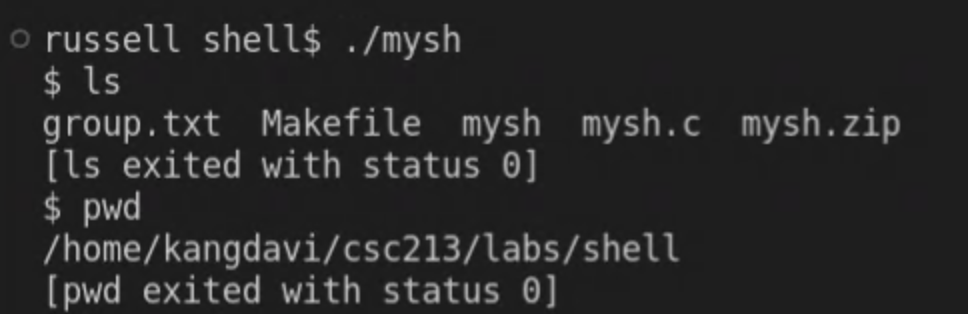 russell shell$ ./mysh
$ ls
group.txt  Makefile  mysh  mysh.c  mysh.zip
[ls exited with status 0]
$ pwd
/home/kangdavi/csc213/labs/shell
[pwd exited with status 0]